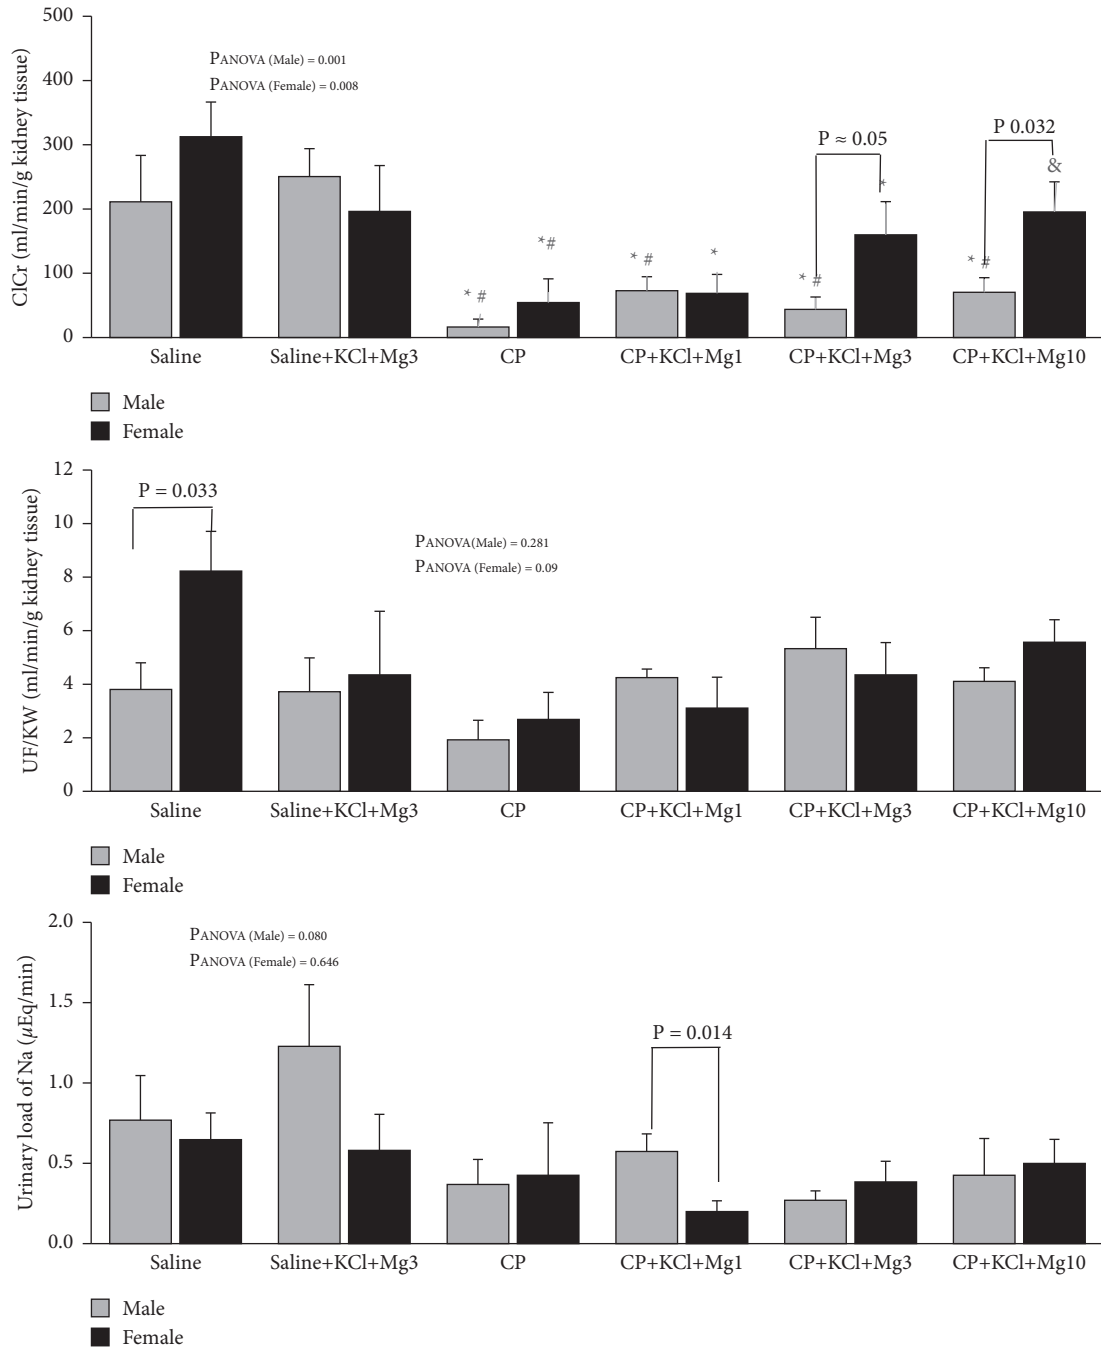 ClCr (ml/min/g kidney tissue)
500
400
300
200
100
0
PANOVA (Male) = 0.001
PANOVA (Female) = 0.008
P ≈ 0.05
P 0.032
&
*
* #
*#
* #
*
* #
* #
Saline Saline+KCl+Mg3 CP CP+KCl+Mg1 CP+KCl+Mg3 CP+KCl+Mg10
Male
Female
UF/KW (ml/min/g kidney tissue)
12
10
8
6
4
2
0
P = 0.033
PANOVA(Male) = 0.281
PANOVA (Female) = 0.09
Saline Saline+KCl+Mg3 CP CP+KCl+Mg1 CP+KCl+Mg3 CP+KCl+Mg10
Male
Female
Urinary load of Na (µEq/min)
2.0
1.5
1.0
0.5
0.0
PANOVA (Male) = 0.080
PANOVA (Female) = 0.646
P = 0.014
Saline Saline+KCl+Mg3 CP CP+KCl+Mg1 CP+KCl+Mg3 CP+KCl+Mg10
Male
Female